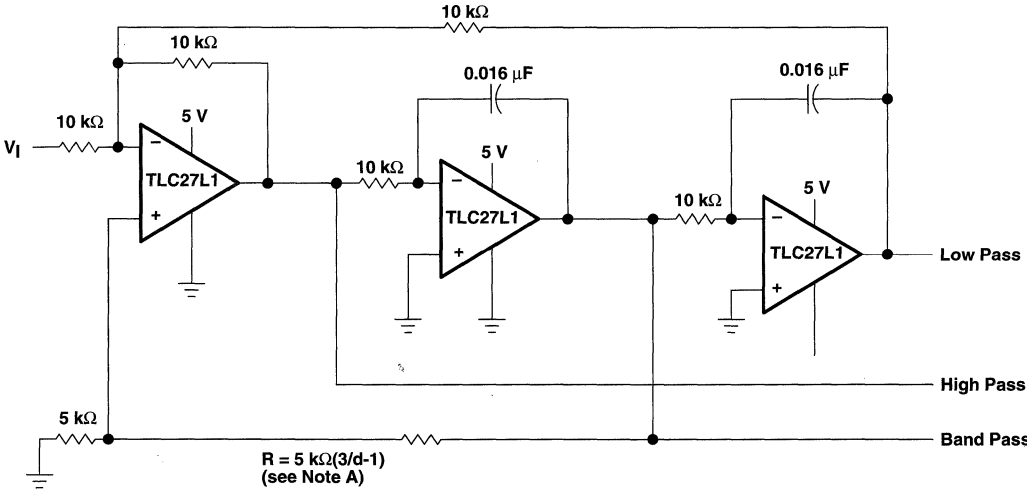 10 kΩ
10 kΩ
0.016 μF
0.016 μF
10 kΩ
5 V
VI
−
TLC27L1
+
10 kΩ
5 V
−
TLC27L1
+
10 kΩ
5 V
−
TLC27L1
+
Low Pass
High Pass
5 kΩ
Band Pass
R = 5 kΩ(3/d-1)
(see Note A)